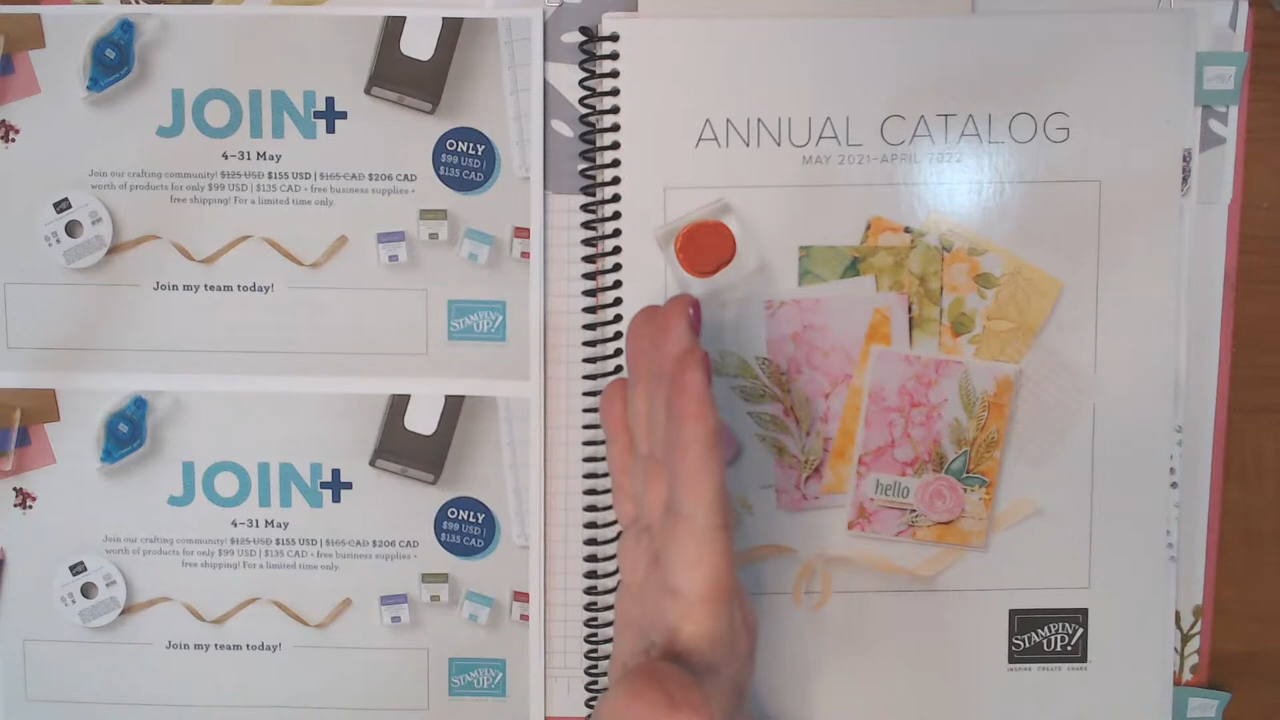 JOIN+
4–31 May
Join our crafting community! $125 USD $155 USD | $165 CAD $206 CAD
worth of products for only $99 USD | $135 CAD + free business supplies +
free shipping! For a limited time only.
ONLY
$99 USD |
$135 CAD
Join my team today!
STAMPIN' UP!
JOIN+
4–31 May
Join our crafting community! $125 USD $155 USD | $165 CAD $206 CAD
worth of products for only $99 USD | $135 CAD + free business supplies +
free shipping! For a limited time only.
ONLY
$99 USD |
$135 CAD
Join my team today!
STAMPIN' UP!
ANNUAL CATALOG
MAY 2021–APRIL 2022
hello
STAMPIN' UP!
INSPIRE CREATE SHARE